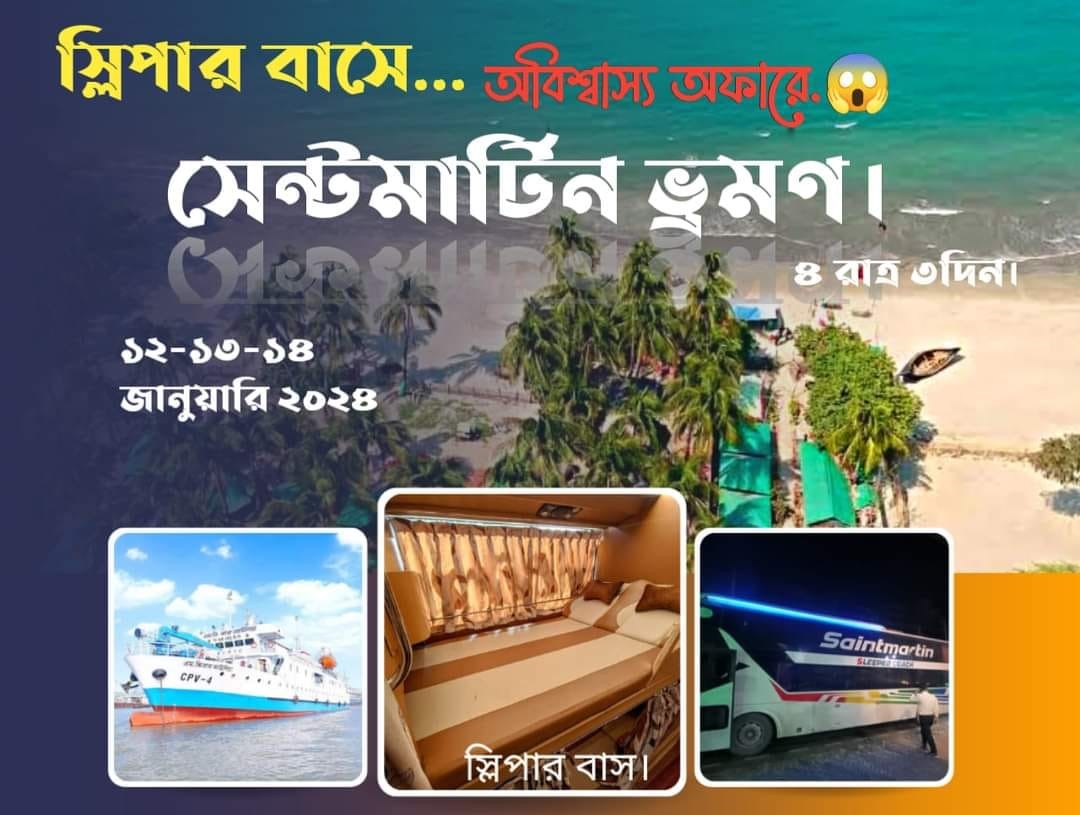 স্লিপার বাসে... অবিশ্বাস্য অফারে.😱
সেন্টমার্টিন ভ্রমণ।
৪ রাত্র ৩দিন।
১২-১৩-১৪
জানুয়ারি ২০২৪
CPV-4
স্লিপার বাস।
Saintmartin
SLEEPER COACH